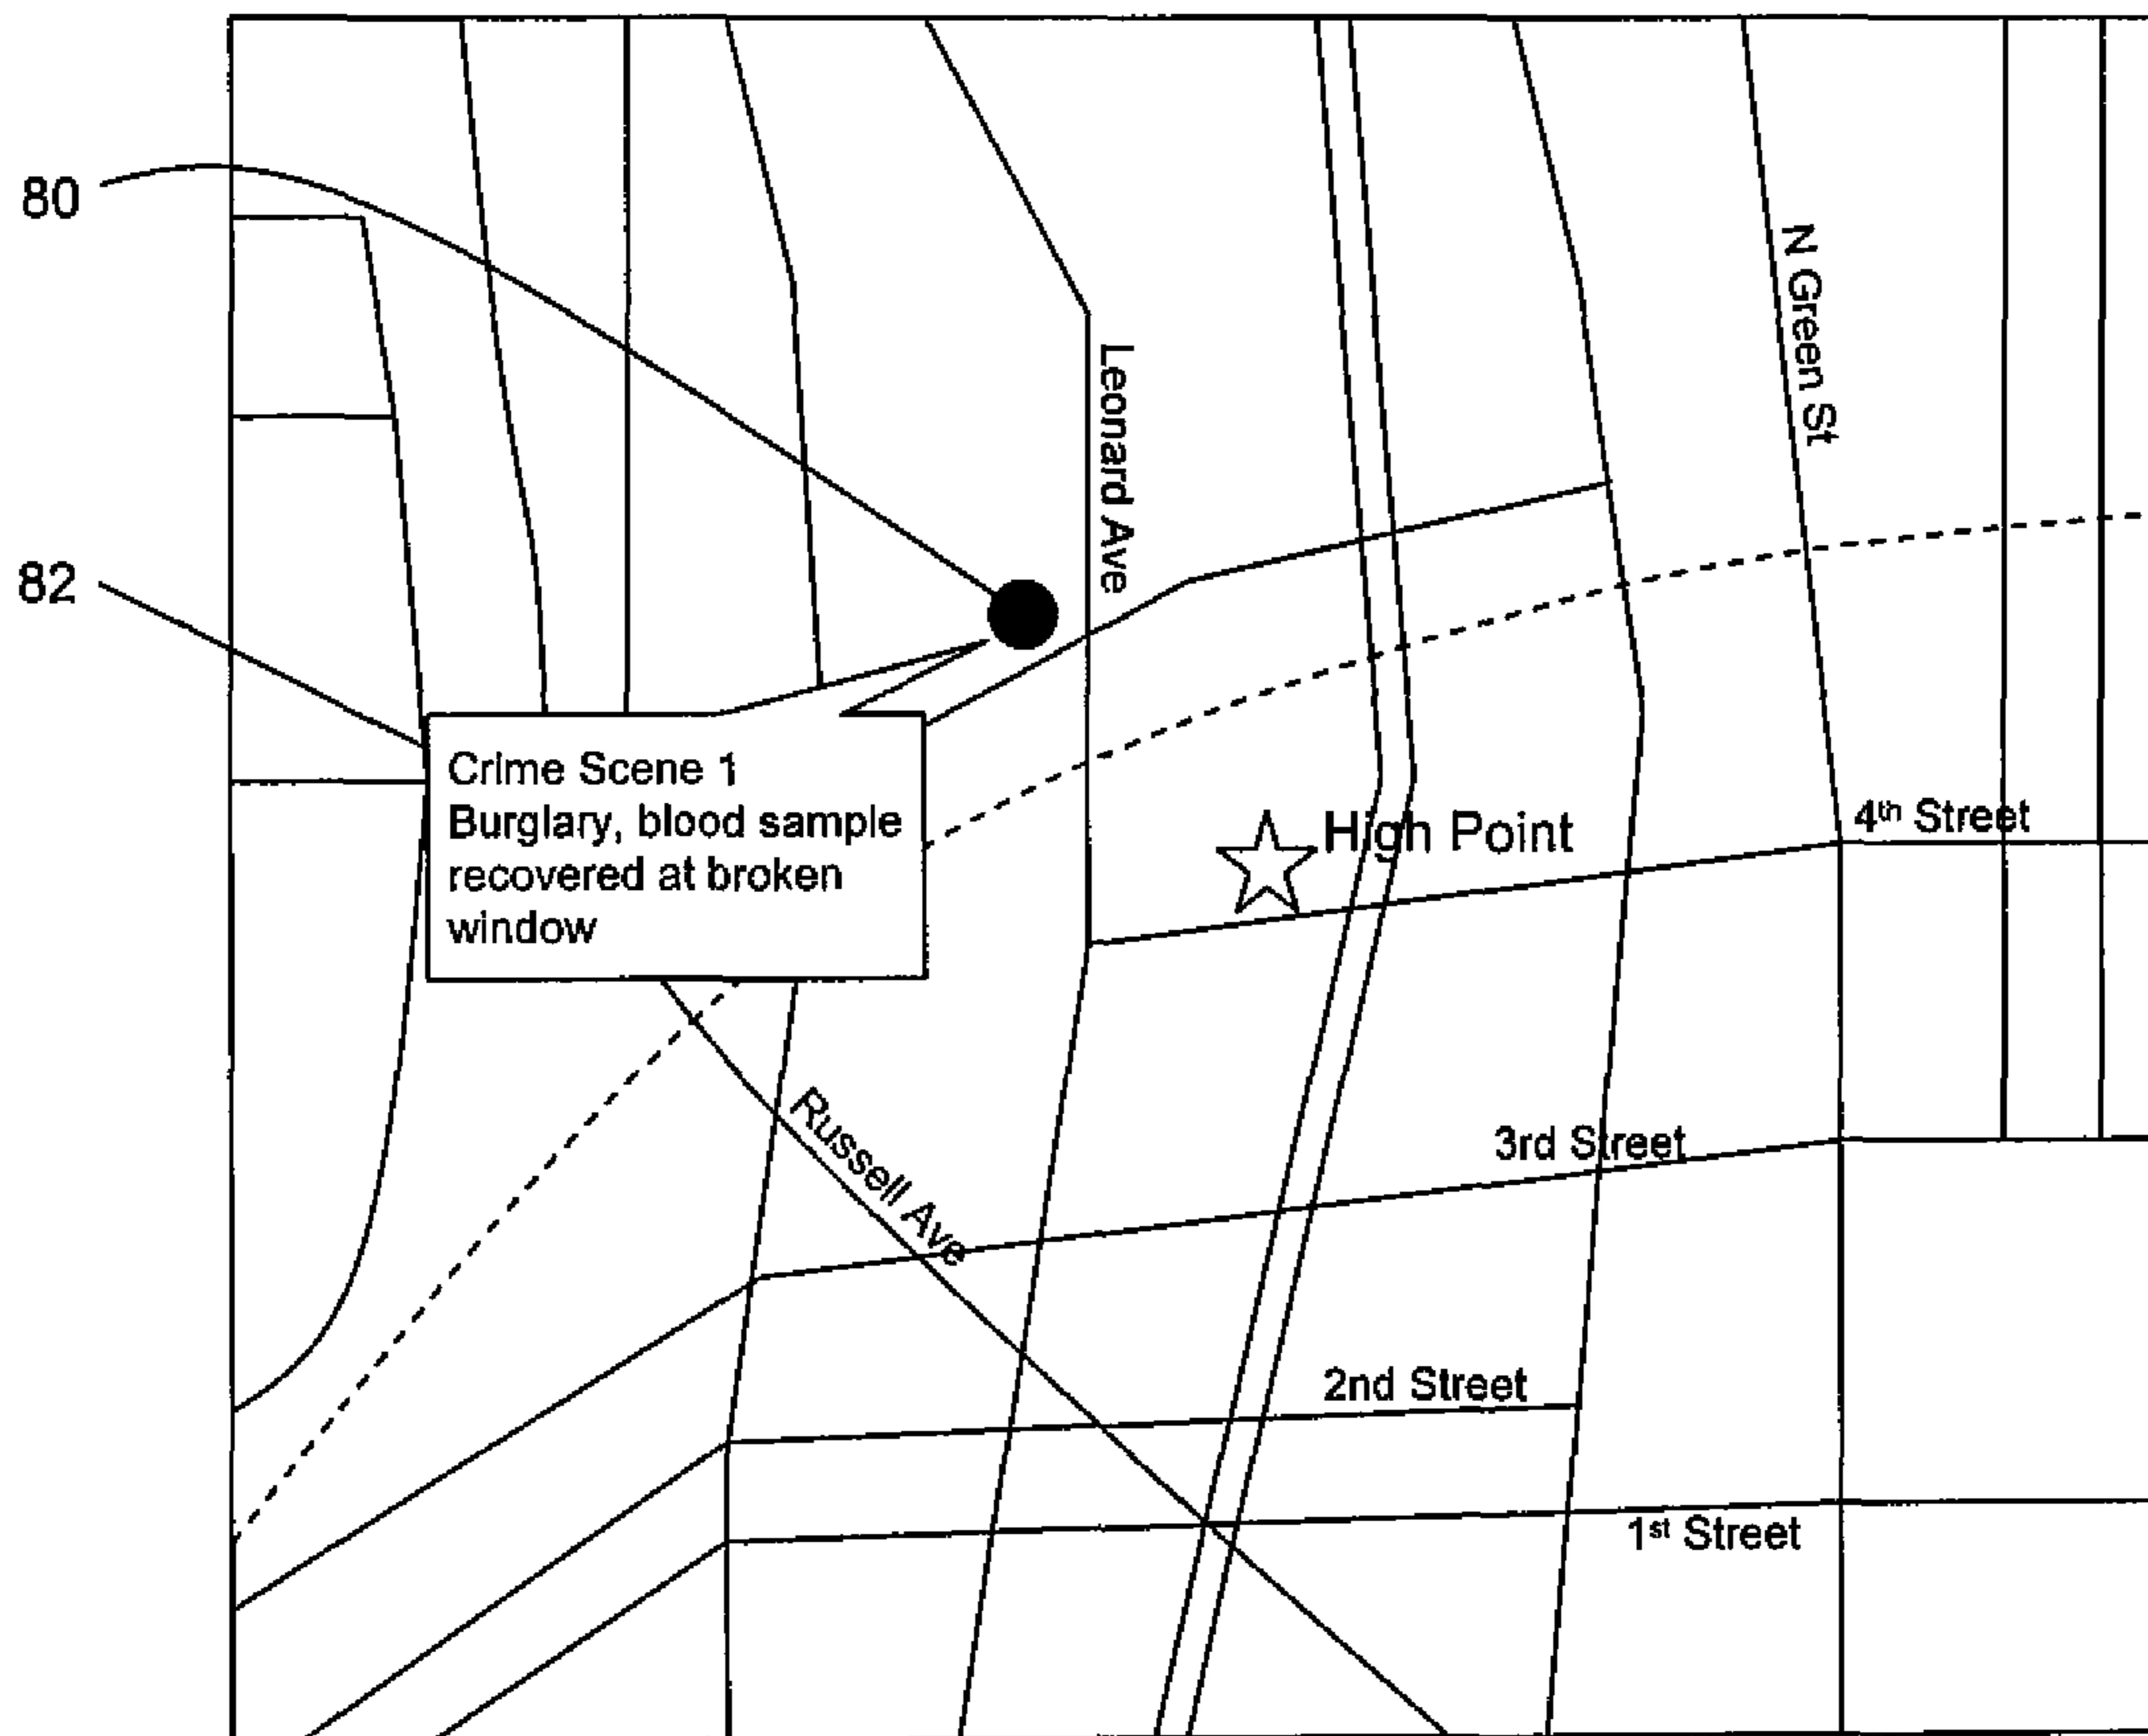 80
N Green St
Leonard Ave
82
Crime Scene 1
Burglary, blood sample
recovered at broken
window
High Point
4th Street
Russell Ave
3rd Street
2nd Street
1st Street